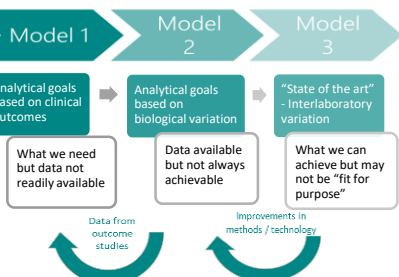 Model 1
Model
2
Model
3
nalytical goals
ased on clinical
utcomes
Analytical goals
based on
biological variation
“State of the art”
- Interlaboratory
variation
What we need
but data not
readily available
Data available
but not always
achievable
What we can
achieve but may
not be “fit for
purpose”
Data from
outcome
studies
Improvements in
methods / technology